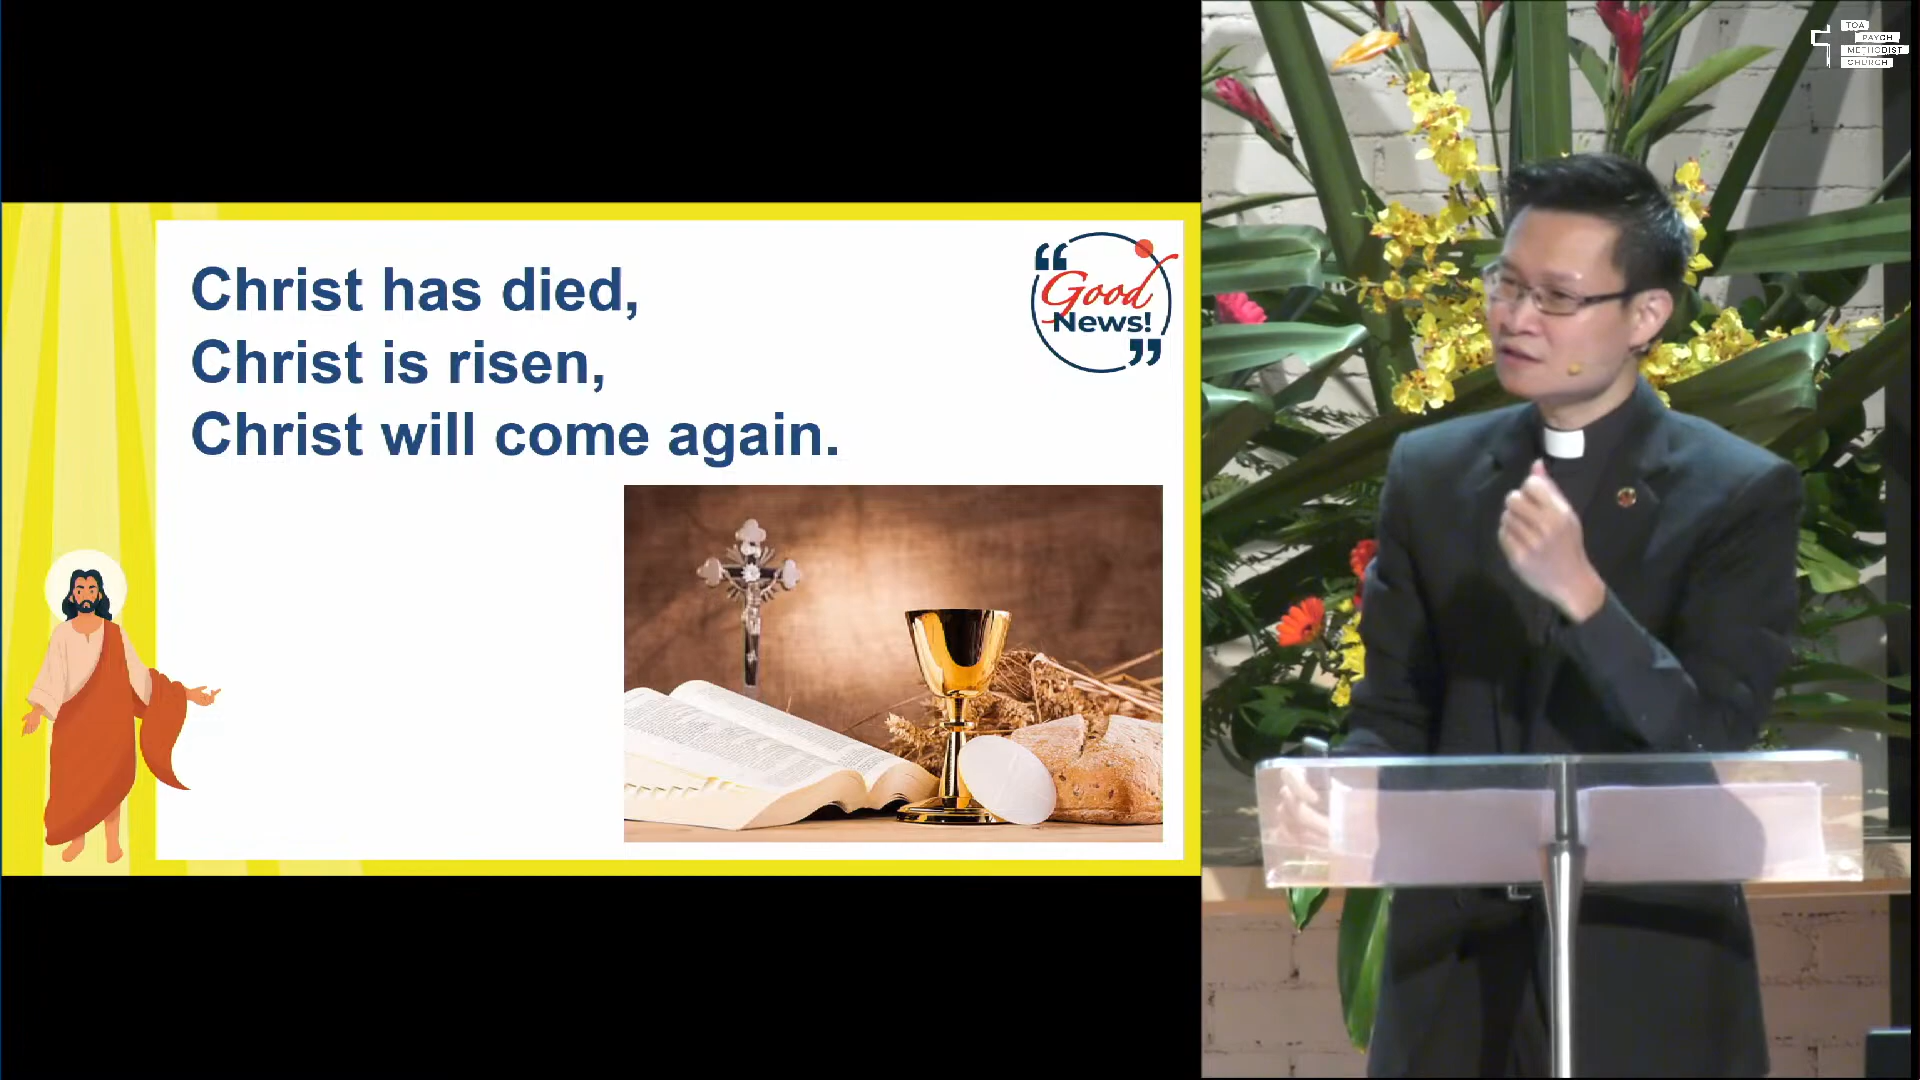 Christ has died,
Christ is risen,
Christ will come again.
“Good
News!”
TOA
PAYOH
METHODIST
CHURCH